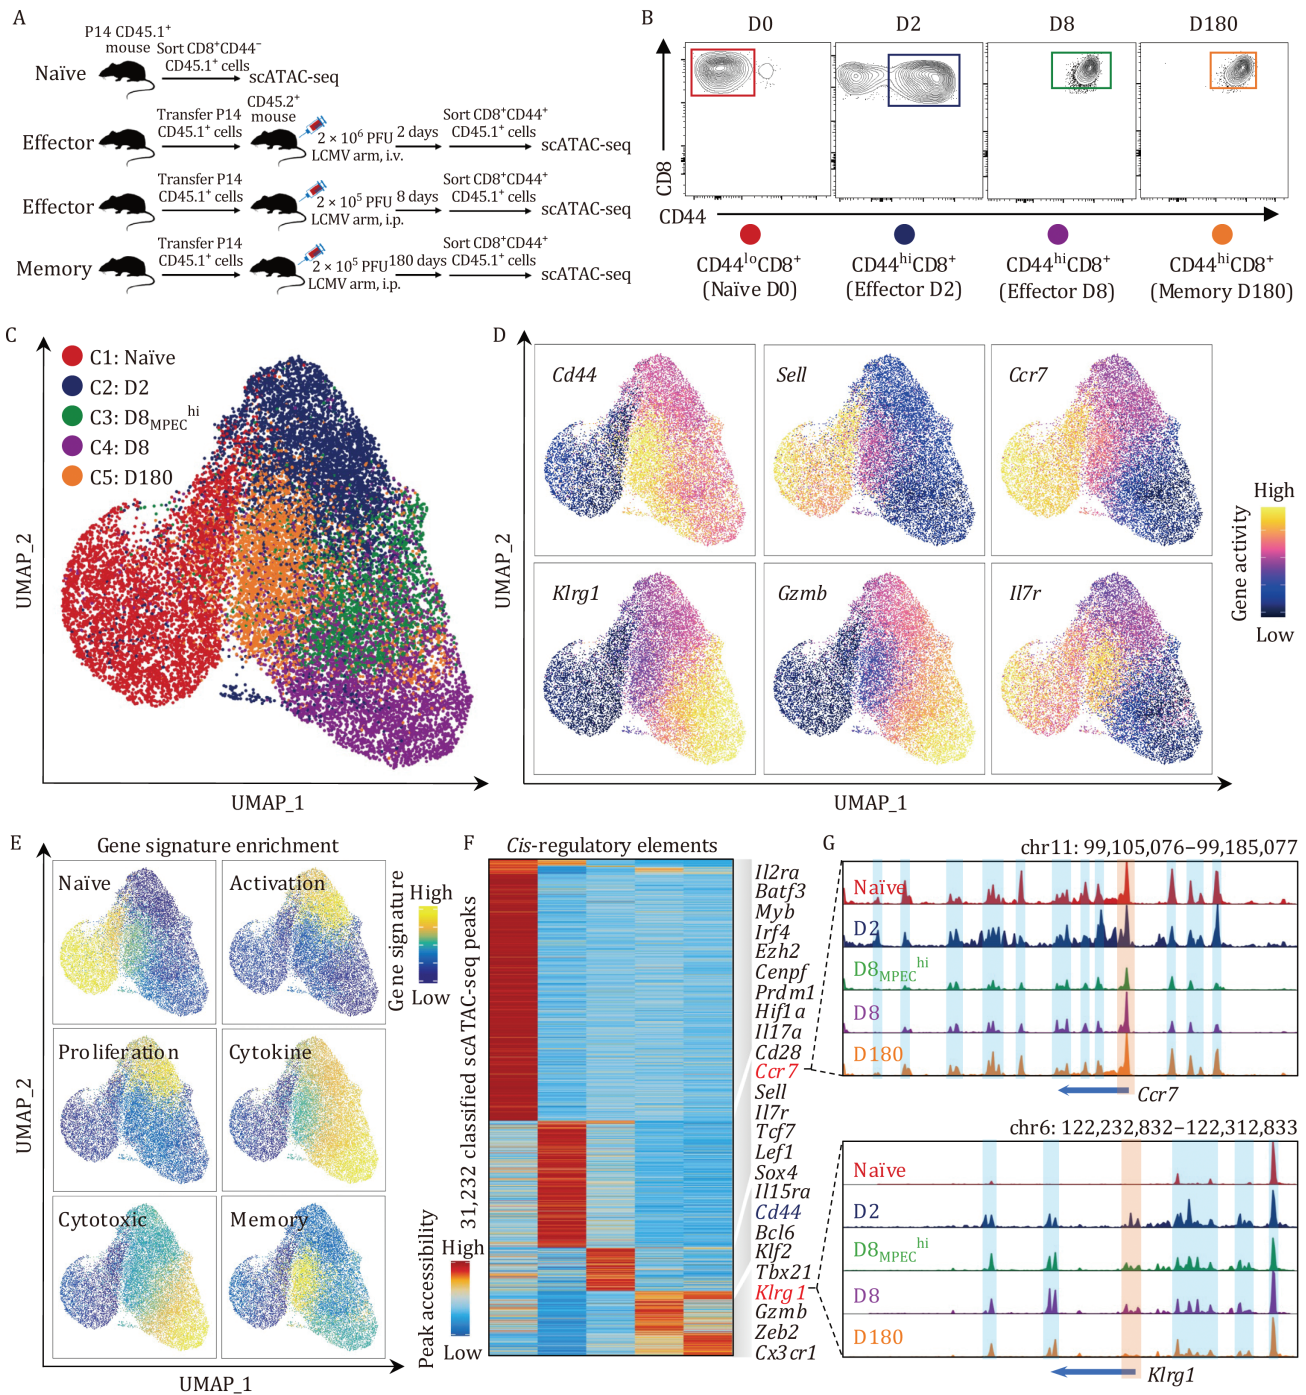 A
P14 CD45.1⁺
mouse
Sort CD8⁺CD44⁻
CD45.1⁺ cells
Naïve
scATAC-seq
CD45.2⁺
mouse
Transfer P14
CD45.1⁺ cells
Effector
2 × 10⁶ PFU
LCMV arm, i.v.
2 days
Sort CD8⁺CD44⁺
CD45.1⁺ cells
scATAC-seq
Transfer P14
CD45.1⁺ cells
Effector
2 × 10⁵ PFU
LCMV arm, i.p.
8 days
Sort CD8⁺CD44⁺
CD45.1⁺ cells
scATAC-seq
Transfer P14
CD45.1⁺ cells
Memory
2 × 10⁵ PFU
LCMV arm, i.p.
180 days
Sort CD8⁺CD44⁺
CD45.1⁺ cells
scATAC-seq
B
D0
D2
D8
D180
CD8
CD44
CD44ˡᵒCD8⁺
(Naïve D0)
CD44ʰⁱCD8⁺
(Effector D2)
CD44ʰⁱCD8⁺
(Effector D8)
CD44ʰⁱCD8⁺
(Memory D180)
C
C1: Naïve
C2: D2
C3: D8MPECʰⁱ
C4: D8
C5: D180
UMAP_2
UMAP_1
D
Cd44
Sell
Ccr7
Klrg1
Gzmb
Il7r
UMAP_2
UMAP_1
High
Gene activity
Low
E
Gene signature enrichment
Naïve
Activation
Proliferation
Cytokine
Cytotoxic
Memory
High
Gene signature
Low
UMAP_2
UMAP_1
F
Cis-regulatory elements
31,232 classified scATAC-seq peaks
High
Peak accessibility
Low
Il2ra
Batf3
Myb
Irf4
Ezh2
Cenpf
Prdm1
Hif1a
Il17a
Cd28
Ccr7
Sell
Il7r
Tcf7
Lef1
Sox4
Il15ra
Cd44
Bcl6
Klf2
Tbx21
Klrg1
Gzmb
Zeb2
Cx3cr1
G
chr11: 99,105,076–99,185,077
Naïve
D2
D8MPECʰⁱ
D8
D180
Ccr7
chr6: 122,232,832–122,312,833
Naïve
D2
D8MPECʰⁱ
D8
D180
Klrg1